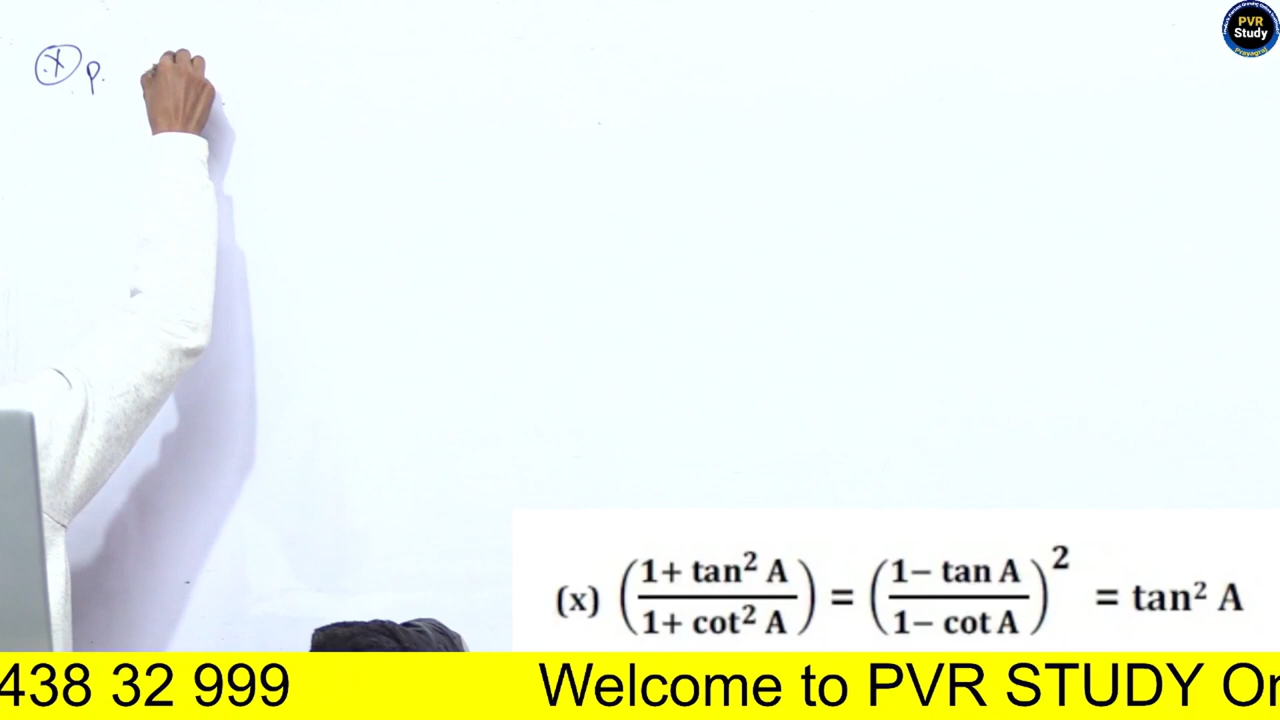 (x) p.
PVR
Study
Prayagraj
(x) (1+ tan² A / 1+ cot² A) = (1− tan A / 1− cot A)² = tan² A
438 32 999 Welcome to PVR STUDY On